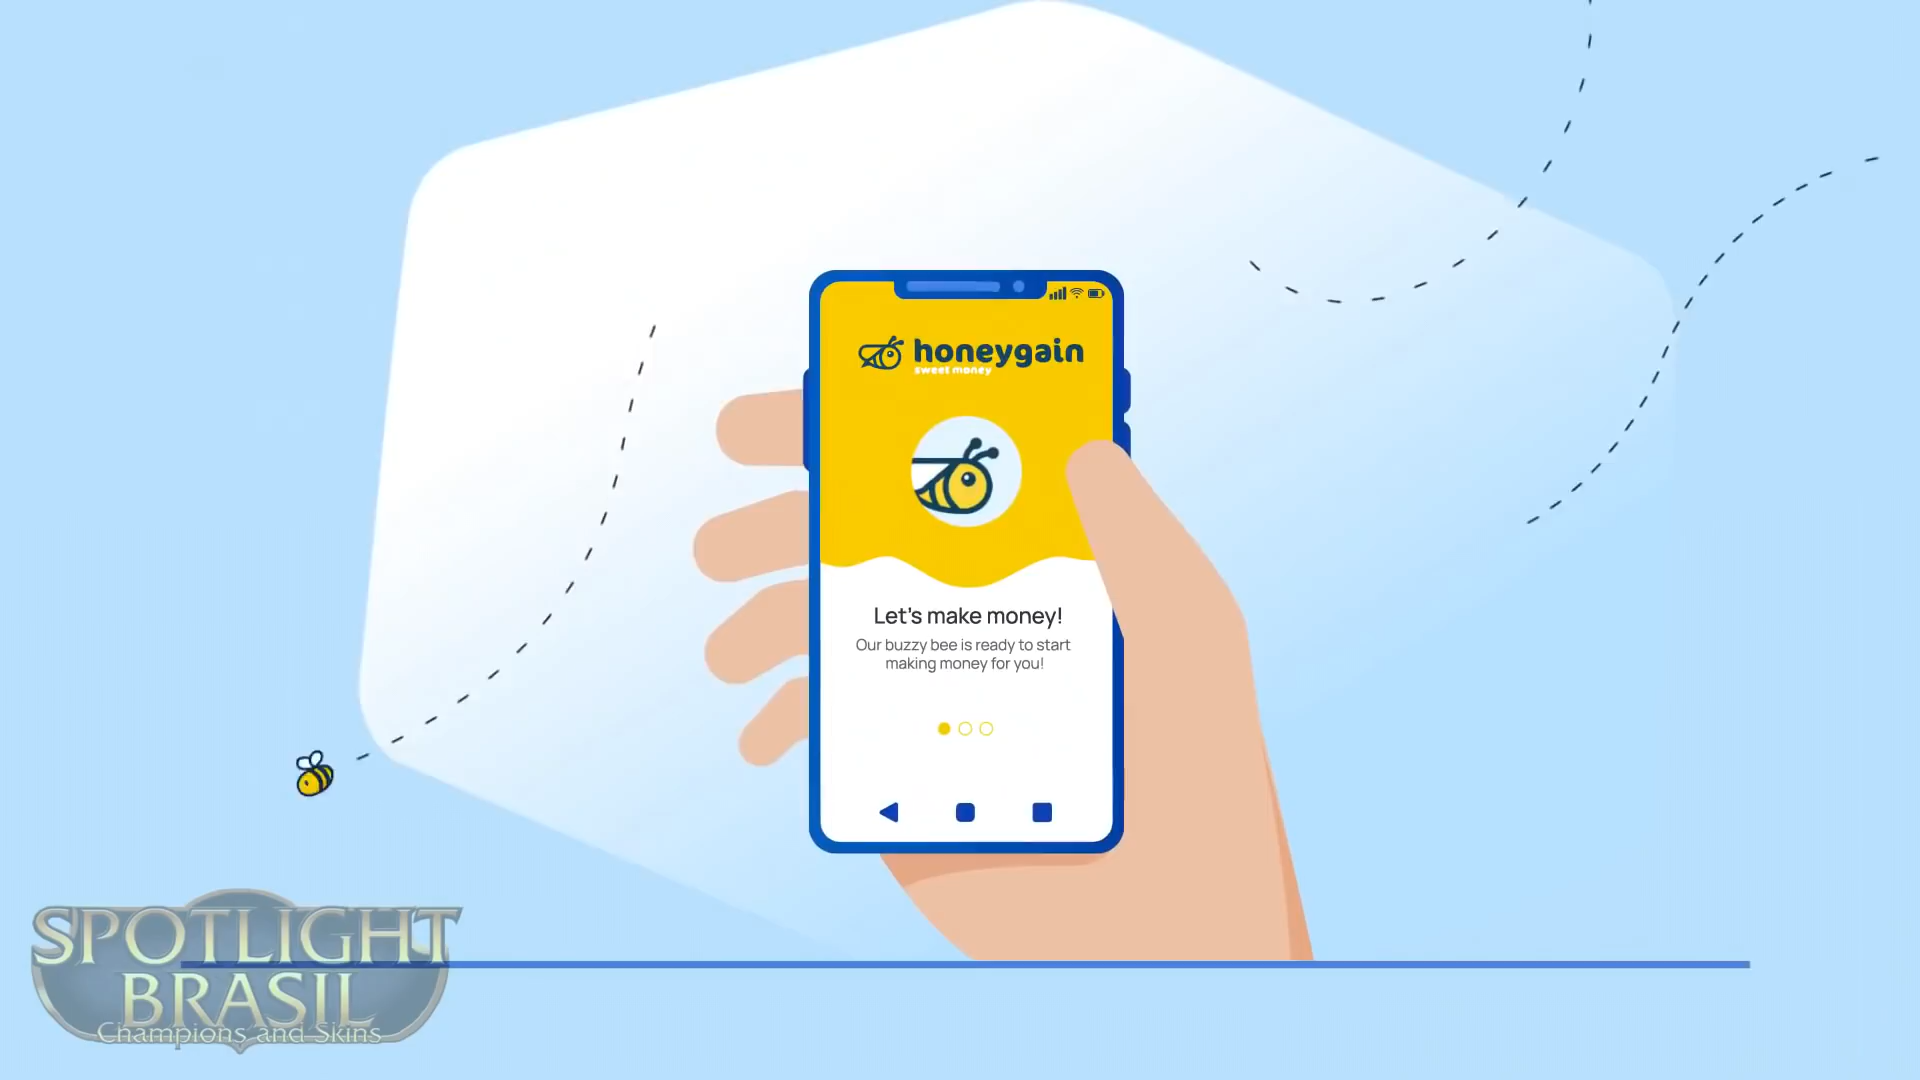 honeygain
sweet money
Let's make money!
Our buzzy bee is ready to start
making money for you!
SPOTLIGHT
BRASIL
Champions and Skins